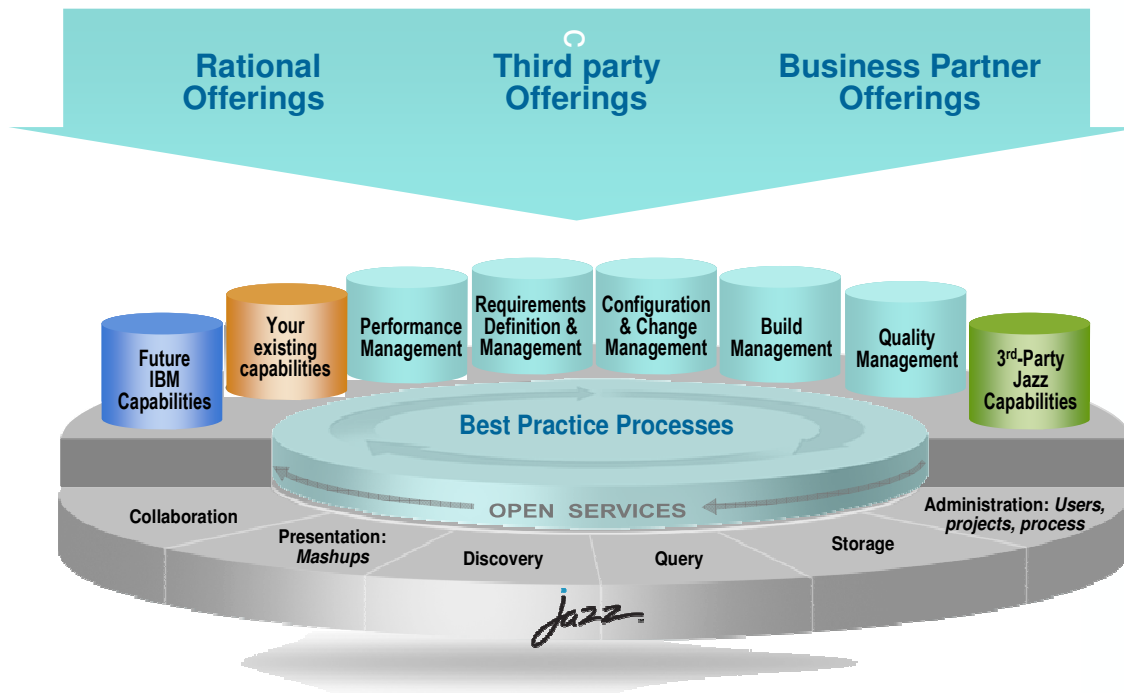 C
Rational
Offerings
Third party
Offerings
Business Partner
Offerings
Future
IBM
Capabilities
Your
existing
capabilities
Performance
Management
Requirements
Definition &
Management
Configuration
& Change
Management
Build
Management
Quality
Management
3rd-Party
Jazz
Capabilities
Best Practice Processes
OPEN SERVICES
Collaboration
Presentation:
Mashups
Discovery
Query
Storage
Administration: Users,
projects, process
jazz